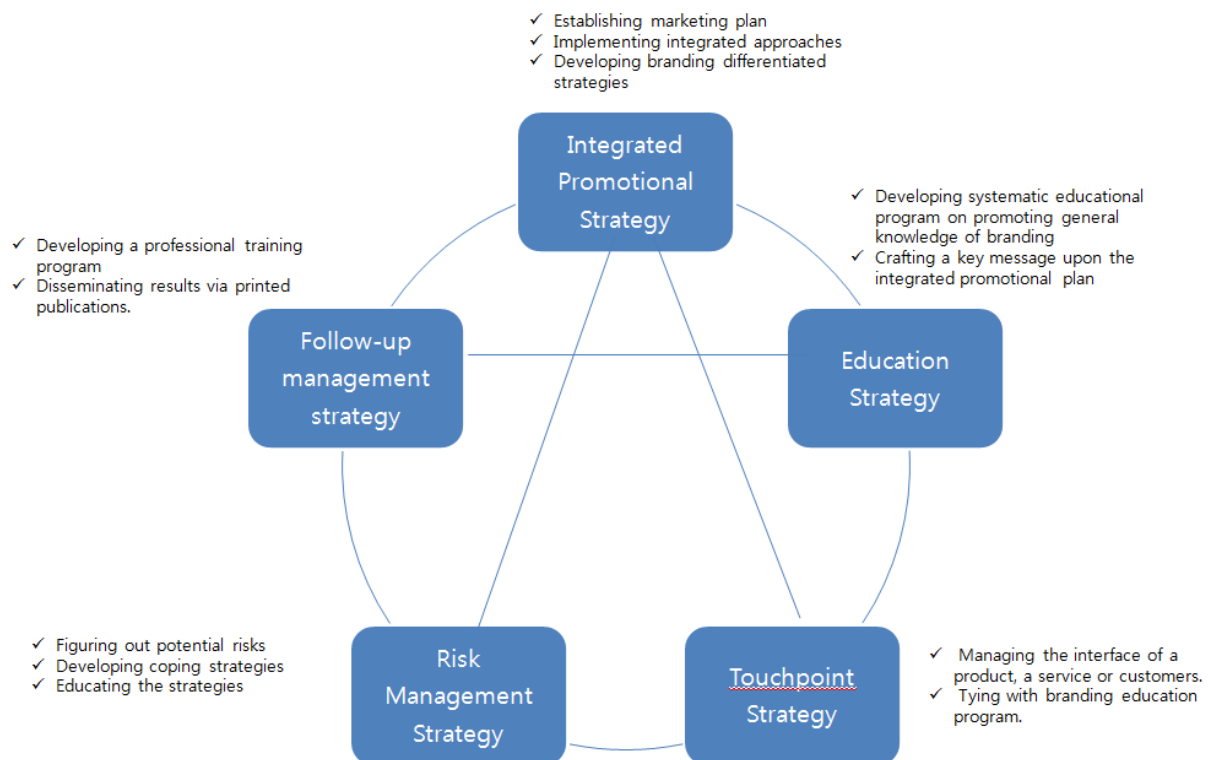 ✓ Establishing marketing plan
✓ Implementing integrated approaches
✓ Developing branding differentiated
strategies
Integrated
Promotional
Strategy
✓ Developing systematic educational
program on promoting general
knowledge of branding
✓ Crafting a key message upon the
integrated promotional plan
✓ Developing a professional training
program
✓ Disseminating results via printed
publications.
Follow-up
management
strategy
Education
Strategy
✓ Figuring out potential risks
✓ Developing coping strategies
✓ Educating the strategies
Risk
Management
Strategy
Touchpoint
Strategy
✓ Managing the interface of a
product, a service or customers.
✓ Tying with branding education
program.